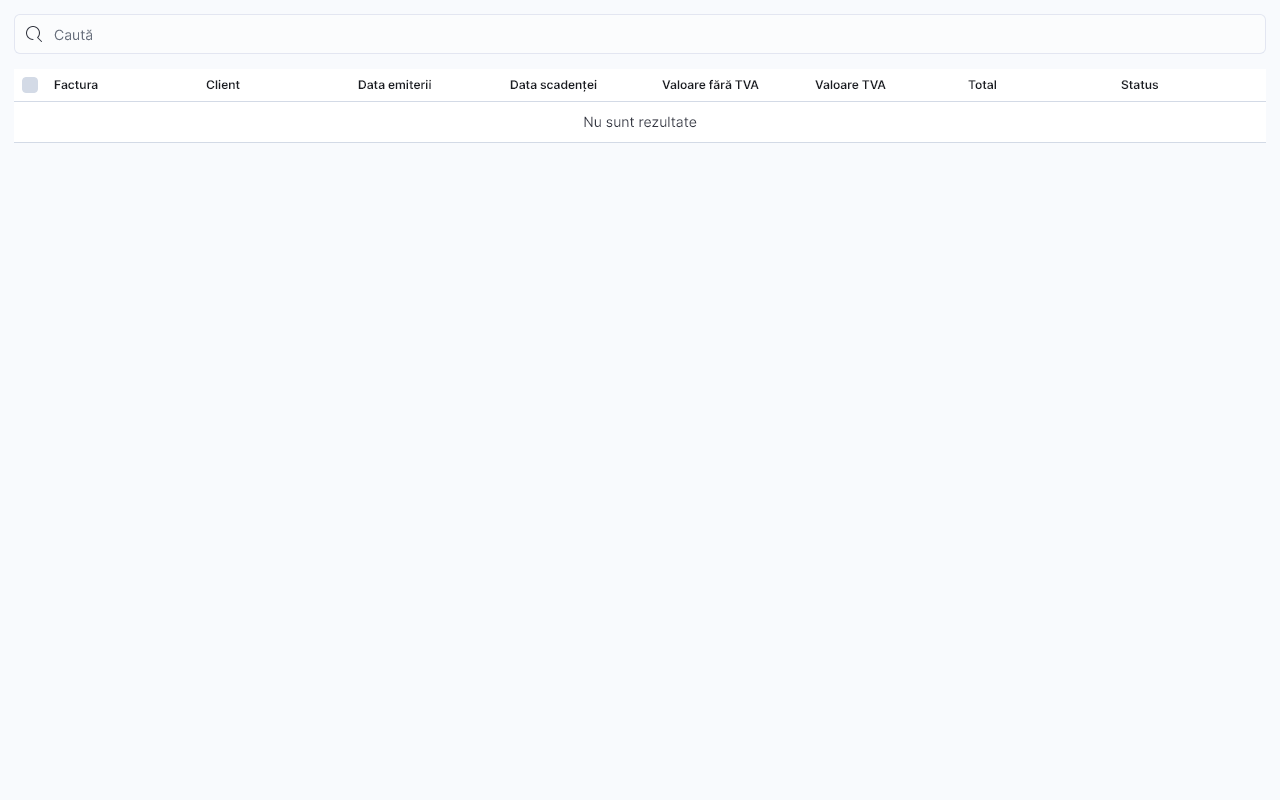 Caută
Factura Client Data emiterii Data scadenței Valoare fără TVA Valoare TVA Total Status
Nu sunt rezultate